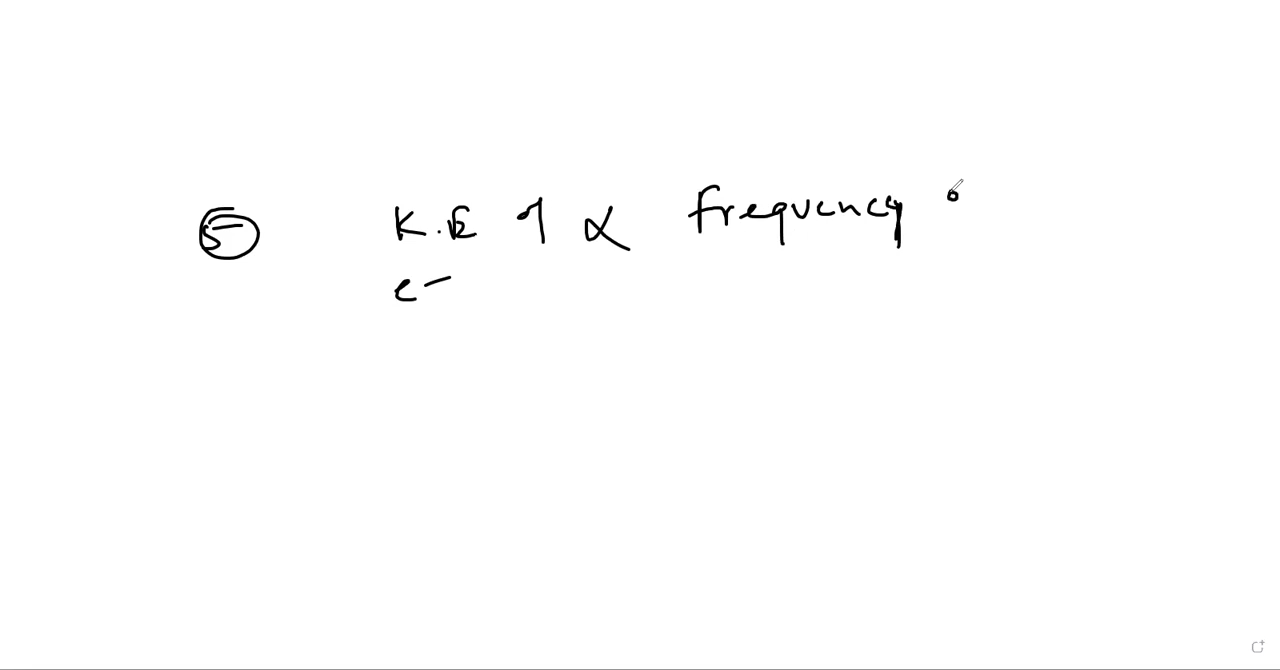 ⑤ K.E of ∝ frequency o
e-